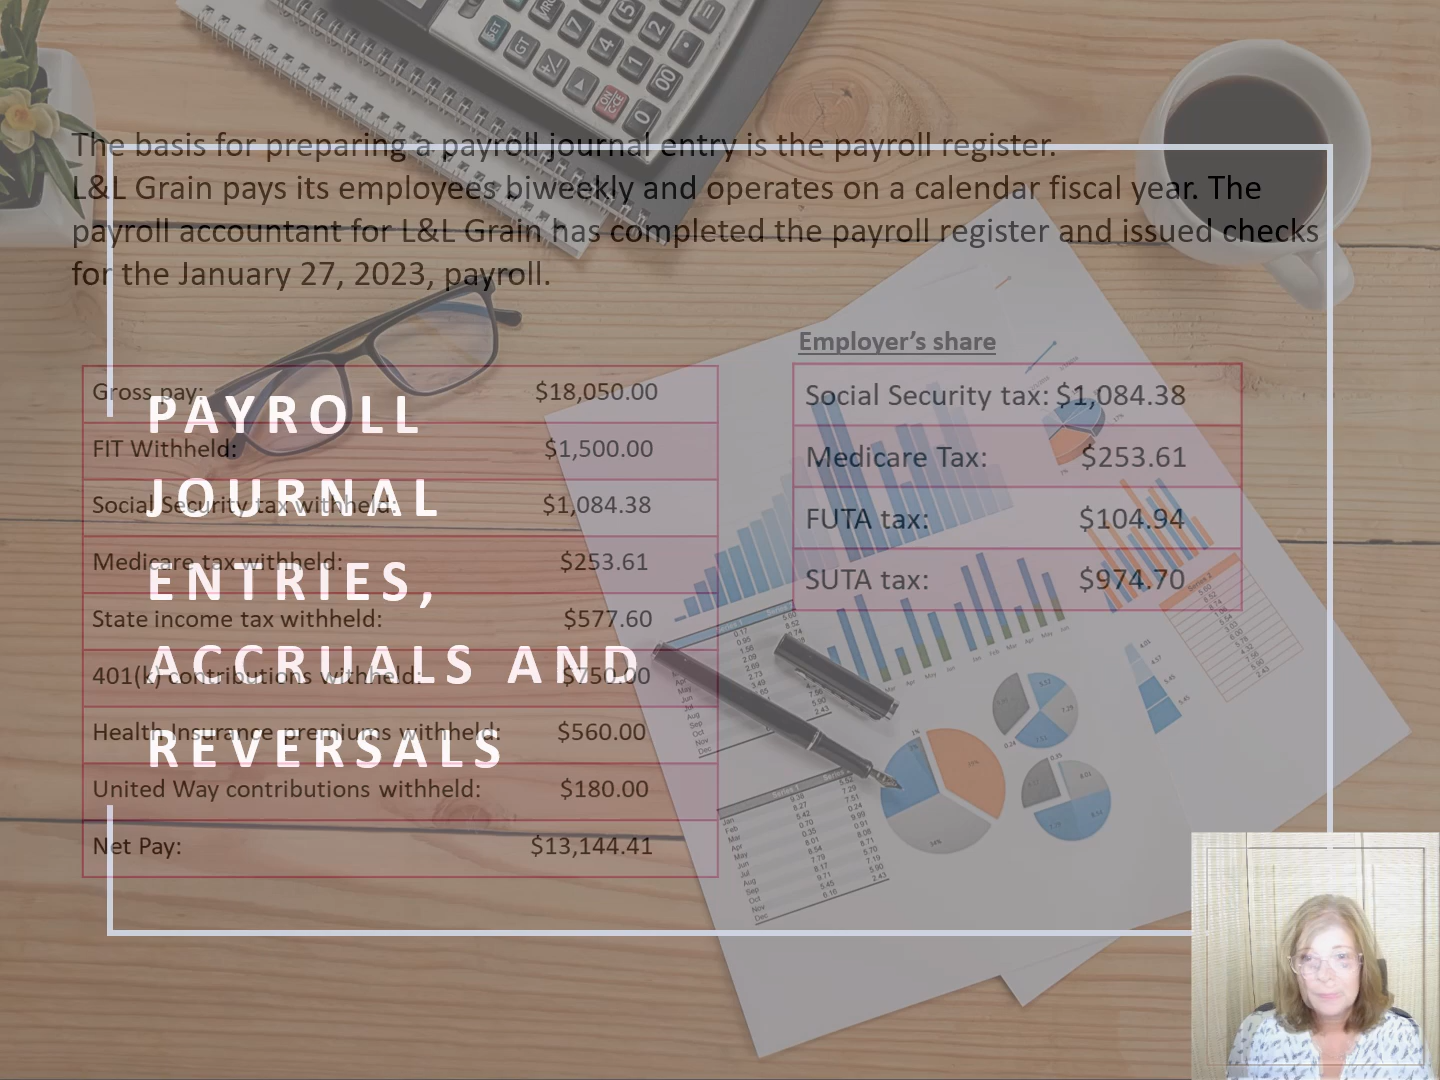 The basis for preparing a payroll journal entry is the payroll register.
L&L Grain pays its employees biweekly and operates on a calendar fiscal year. The
payroll accountant for L&L Grain has completed the payroll register and issued checks
for the January 27, 2023, payroll.
Employer’s share
Gross pay: $18,050.00
FIT Withheld: $1,500.00
Social Security tax withheld: $1,084.38
Medicare tax withheld: $253.61
State income tax withheld: $577.60
401(k) contributions withheld: $750.00
Health Insurance premiums withheld: $560.00
United Way contributions withheld: $180.00
Net Pay: $13,144.41
Social Security tax: $1,084.38
Medicare Tax: $253.61
FUTA tax: $104.94
SUTA tax: $974.70
PAYROLL
JOURNAL
ENTRIES,
ACCRUALS AND
REVERSALS